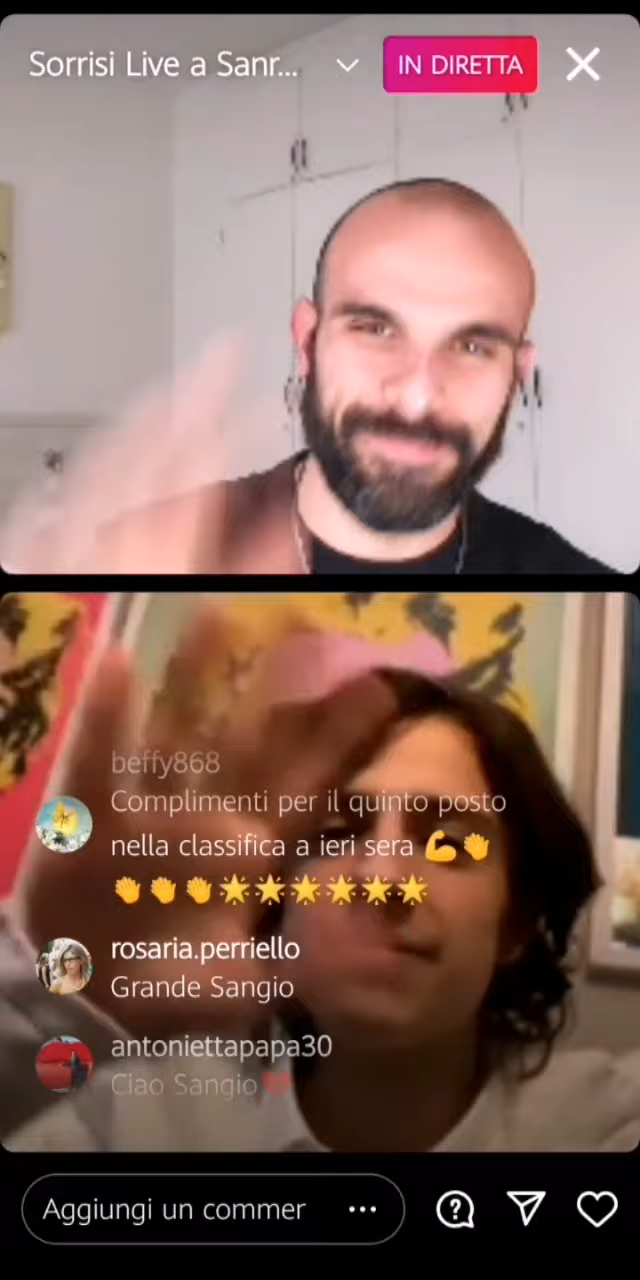 Sorrisi Live a Sanr...
IN DIRETTA
beffy868
Complimenti per il quinto posto
nella classifica a ieri sera 💪👏
👏👏👏🌟🌟🌟🌟🌟🌟
rosaria.perriello
Grande Sangio
antoniettapapa30
Ciao Sangio❤️
Aggiungi un commer